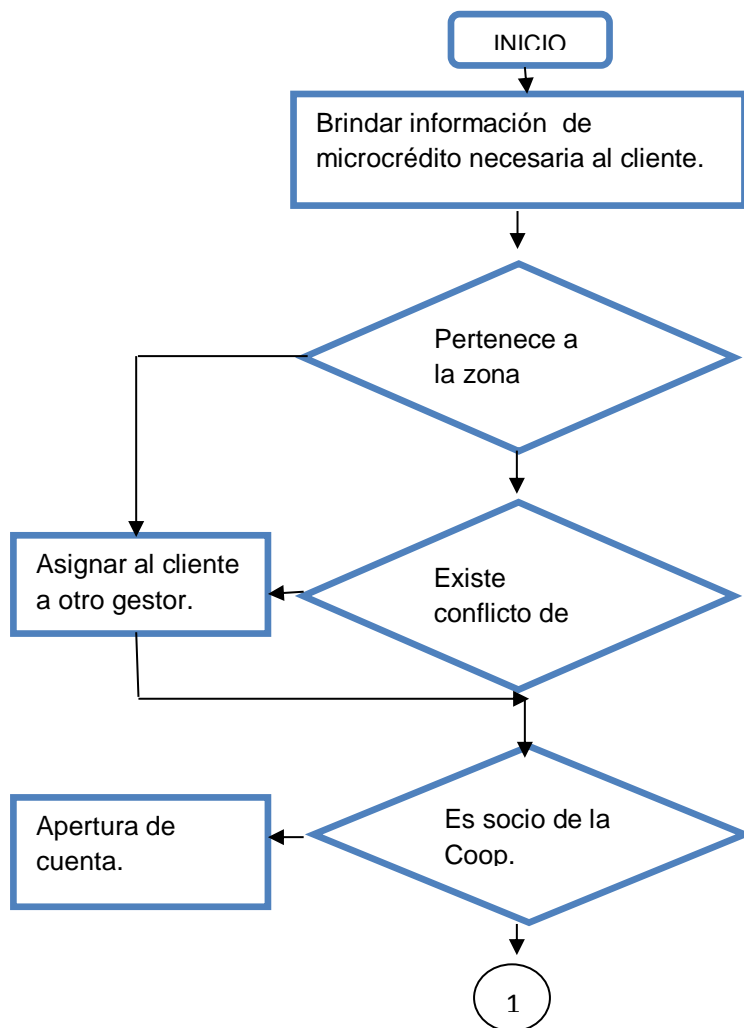 INICIO
Brindar información de
microcrédito necesaria al cliente.
Pertenece a
la zona
Asignar al cliente
a otro gestor.
Existe
conflicto de
Apertura de
cuenta.
Es socio de la
Coop.
1